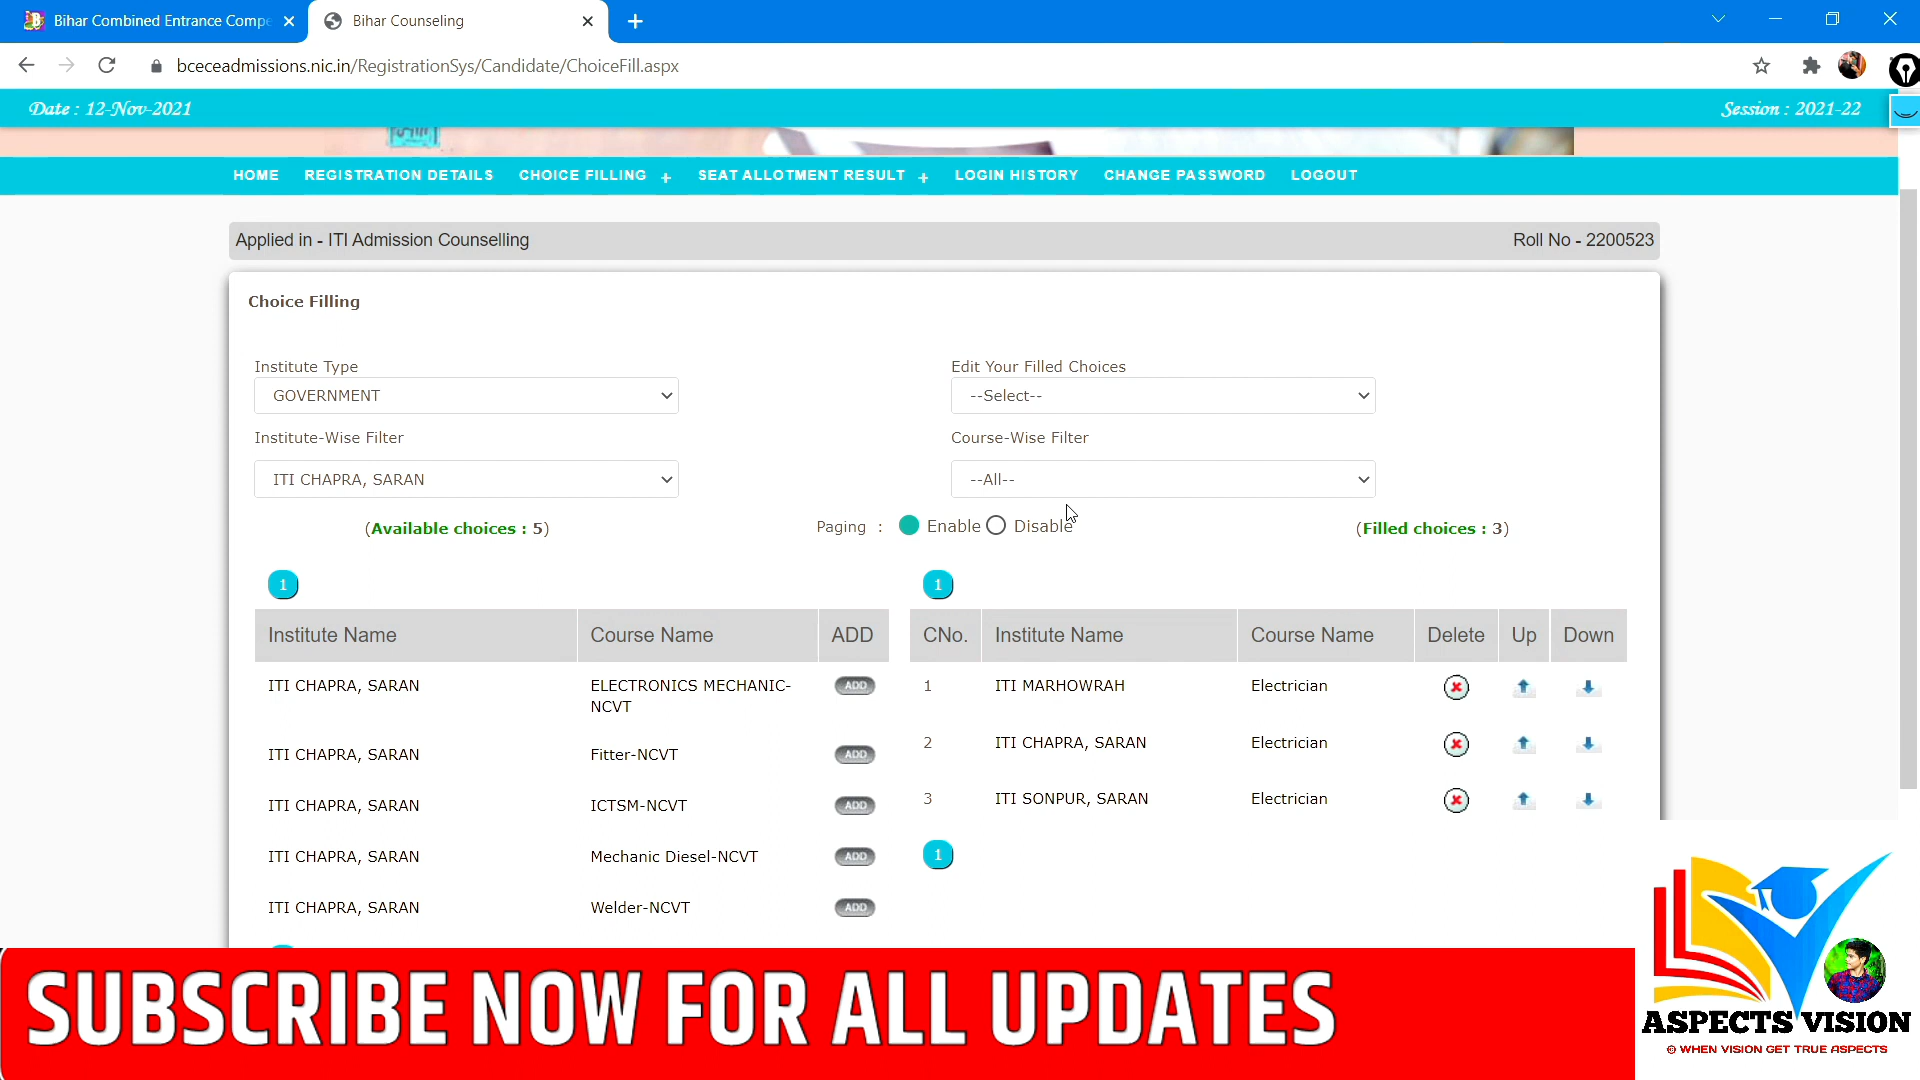 Bihar Combined Entrance Compe
Bihar Counseling
bceceadmissions.nic.in/RegistrationSys/Candidate/ChoiceFill.aspx
Date : 12-Nov-2021
Session : 2021-22
HOME REGISTRATION DETAILS CHOICE FILLING + SEAT ALLOTMENT RESULT + LOGIN HISTORY CHANGE PASSWORD LOGOUT
Applied in - ITI Admission Counselling
Roll No - 2200523
Choice Filling
Institute Type
Edit Your Filled Choices
GOVERNMENT
--Select--
Institute-Wise Filter
Course-Wise Filter
ITI CHAPRA, SARAN
--All--
(Available choices : 5)
Paging : Enable Disable
(Filled choices : 3)
1
1
Institute Name Course Name ADD
ITI CHAPRA, SARAN ELECTRONICS MECHANIC-
NCVT ADD
ITI CHAPRA, SARAN Fitter-NCVT ADD
ITI CHAPRA, SARAN ICTSM-NCVT ADD
ITI CHAPRA, SARAN Mechanic Diesel-NCVT ADD
ITI CHAPRA, SARAN Welder-NCVT ADD
CNo. Institute Name Course Name Delete Up Down
1 ITI MARHOWRAH Electrician
2 ITI CHAPRA, SARAN Electrician
3 ITI SONPUR, SARAN Electrician
1
SUBSCRIBE NOW FOR ALL UPDATES
ASPECTS VISION
© WHEN VISION GET TRUE ASPECTS